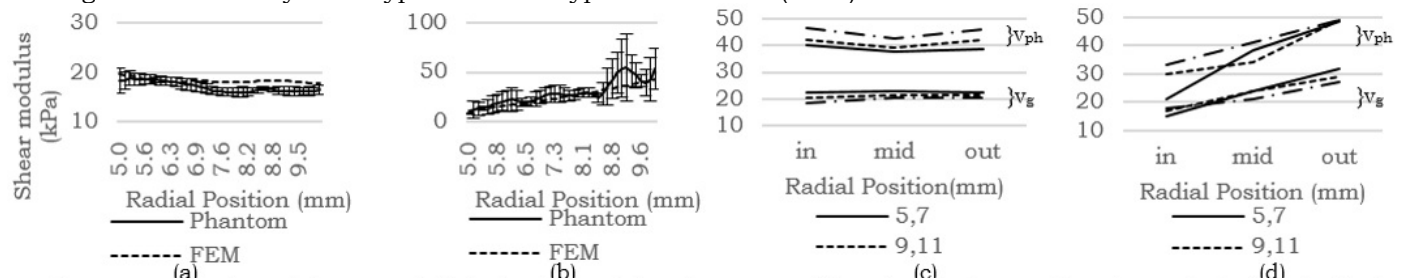 30
20
10
Shear modulus
(kPa)
5.0
5.6
6.3
6.9
7.6
8.2
8.8
9.5
Radial Position (mm)
Phantom
FEM
(a)
100
50
0
5.0
5.8
6.5
7.3
8.1
8.8
9.6
Radial Position (mm)
Phantom
FEM
(b)
50
40
30
20
10
}Vph
}Vg
in mid out
Radial Position(mm)
5,7
9,11
(c)
50
40
30
20
10
}Vph
}Vg
in mid out
Radial Position (mm)
5,7
9,11
(d)